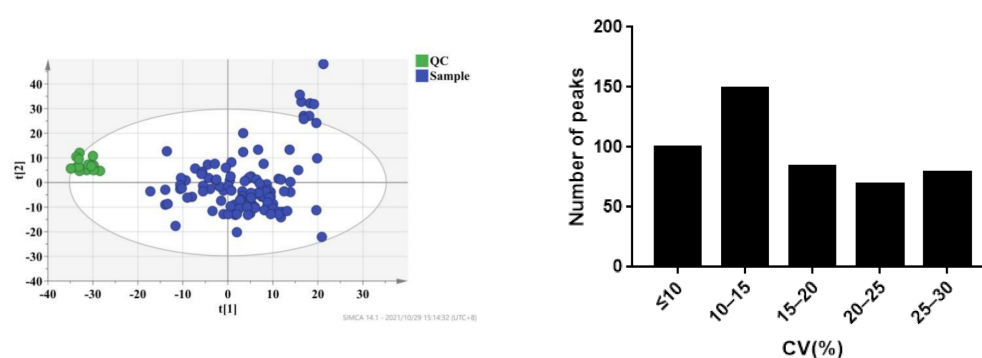 QC
Sample
40
30
20
10
0
-10
-20
-30
-40
t[2]
-40 -30 -20 -10 0 10 20 30
t[1]
SIMCA 14.1 - 2021/10/29 15:14:32 (UTC+8)
200
150
100
50
0
Number of peaks
≤10 10–15 15–20 20–25 25–30
CV(%)